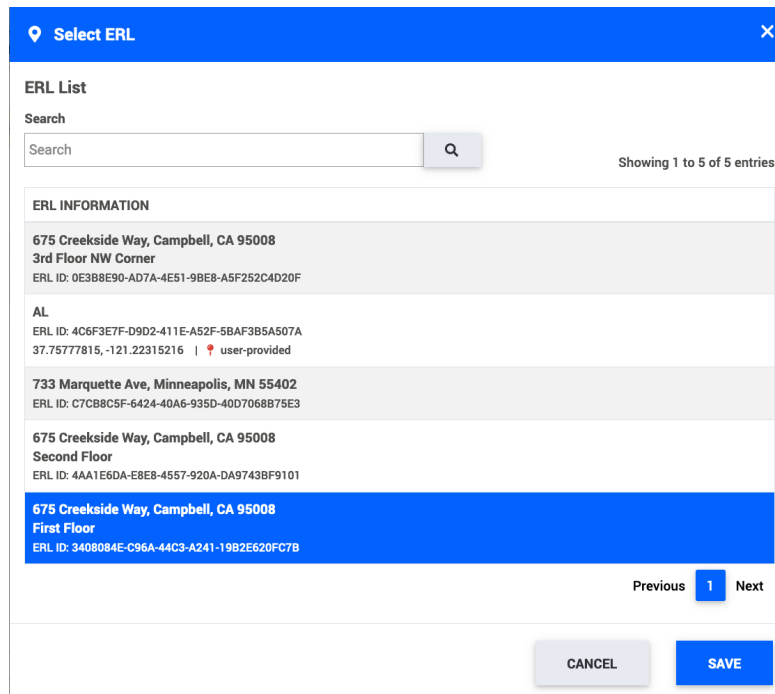 Select ERL
ERL List
Search
Search
Showing 1 to 5 of 5 entries
ERL INFORMATION
675 Creekside Way, Campbell, CA 95008
3rd Floor NW Corner
ERL ID: 0E3B8E90-AD7A-4E51-9BE8-A5F252C4D20F
AL
ERL ID: 4C6F3E7F-D9D2-411E-A52F-5BAF3B5A507A
37.75777815, -121.22315216 | user-provided
733 Marquette Ave, Minneapolis, MN 55402
ERL ID: C7CB8C5F-6424-40A6-935D-40D7068B75E3
675 Creekside Way, Campbell, CA 95008
Second Floor
ERL ID: 4AA1E6DA-E8E8-4557-920A-DA9743BF9101
675 Creekside Way, Campbell, CA 95008
First Floor
ERL ID: 3408084E-C96A-44C3-A241-19B2E620FC7B
Previous 1 Next
CANCEL SAVE